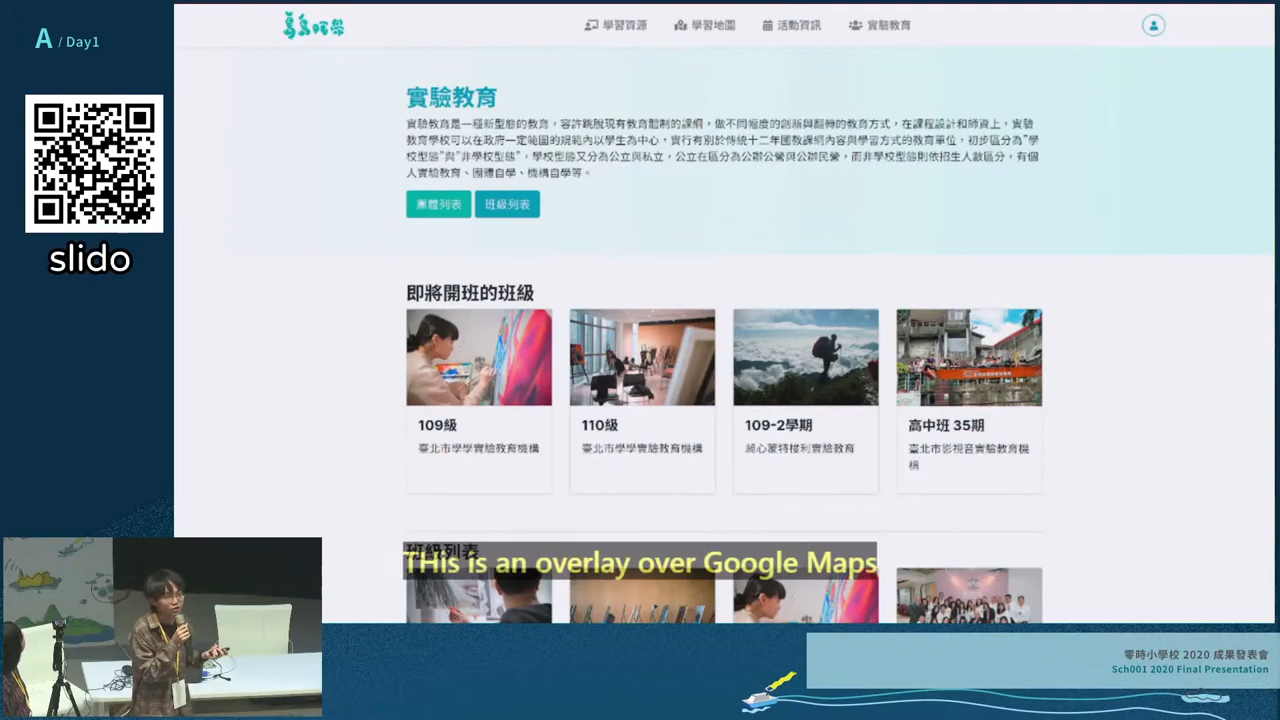 A / Day1
slido
學習資源 學習地圖 活動資訊 實驗教育
實驗教育
實驗教育是一種新型態的教育，容許跳脫現有教育體制的課綱，做不同幅度的創新與翻轉的教育方式，在課程設計和師資上，實驗
教育學校可以在政府一定範圍的規範內以學生為中心，實行有別於傳統十二年國教課綱內容與學習方式的教育單位，初步區分為"學
校型態"與"非學校型態"，學校型態又分為公立與私立，公立在區分為公辦公營與公辦民營，而非學校型態則依招生人數區分，有個
人實驗教育、團體自學、機構自學等。
團體列表 班級列表
即將開班的班級
109級
臺北市學學實驗教育機構
110級
臺北市學學實驗教育機構
109-2學期
昶心蒙特梭利實驗教育
高中班 35期
臺北市影視音實驗教育機
構
班級列表
THis is an overlay over Google Maps
零時小學校 2020 成果發表會
Sch001 2020 Final Presentation